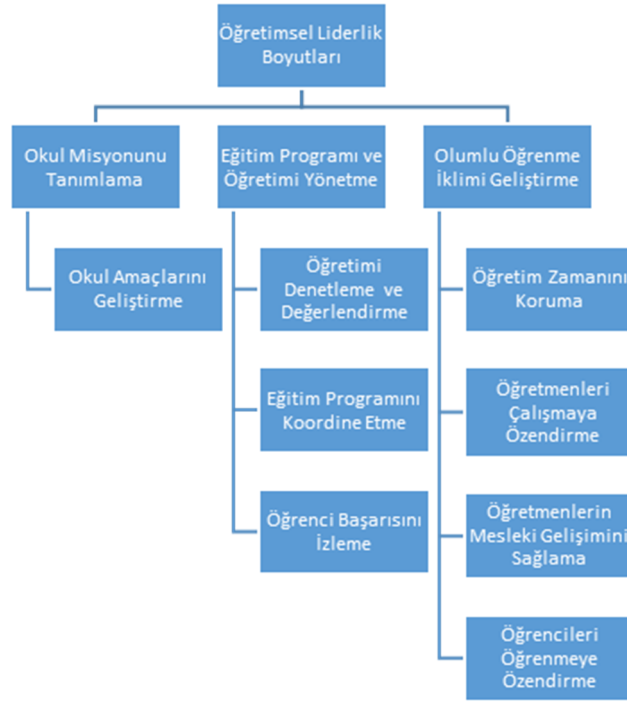 Öğretimsel Liderlik
Boyutları
Okul Misyonunu
Tanımlama
Eğitim Programı ve
Öğretimi Yönetme
Olumlu Öğrenme
İklimi Geliştirme
Okul Amaçlarını
Geliştirme
Öğretimi
Denetleme ve
Değerlendirme
Eğitim Programını
Koordine Etme
Öğrenci Başarısını
İzleme
Öğretim Zamanını
Koruma
Öğretmenleri
Çalışmaya
Özendirme
Öğretmenlerin
Mesleki Gelişimini
Sağlama
Öğrencileri
Öğrenmeye
Özendirme